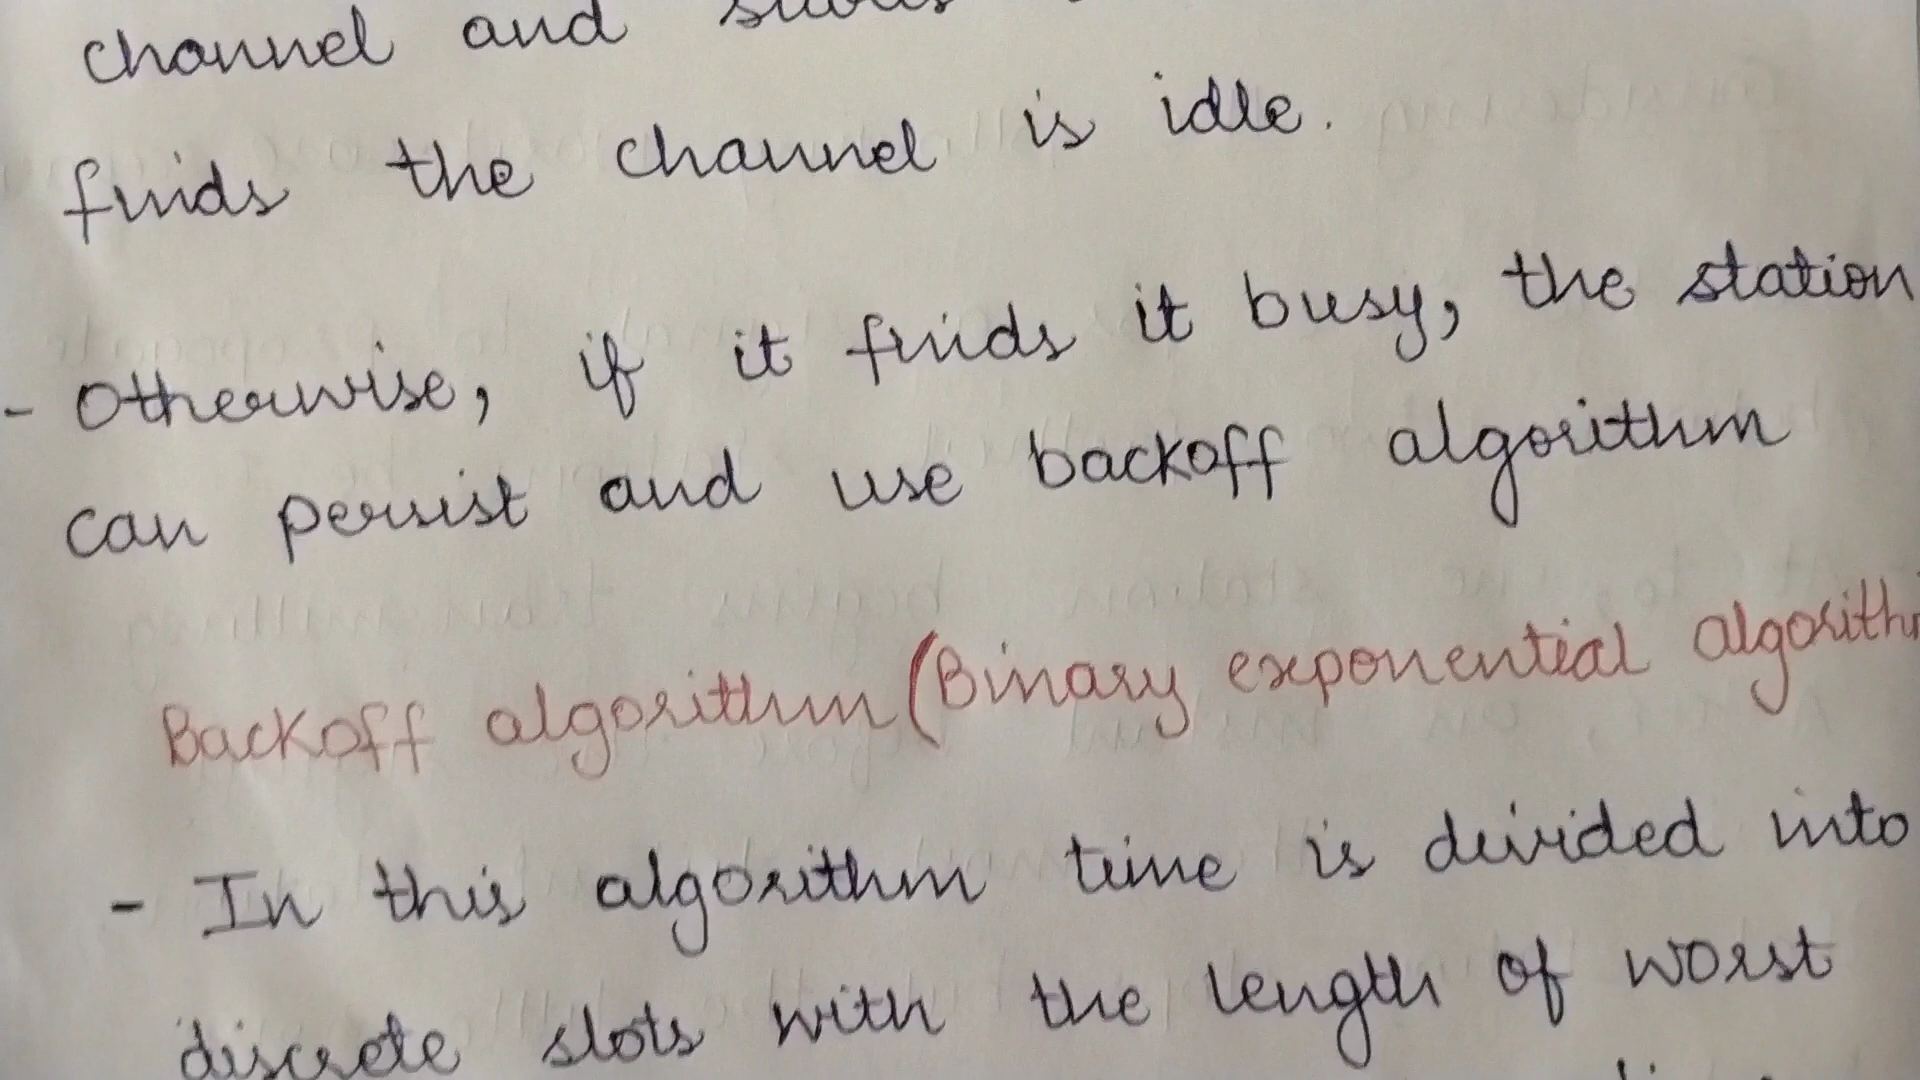 channel and
finds the channel is idle.
- Otherwise, if it finds it busy, the station
can persist and use backoff algorithm
Backoff algorithm (Binary exponential algorith
- In this algorithm time is divided into
discrete slots with the length of worst